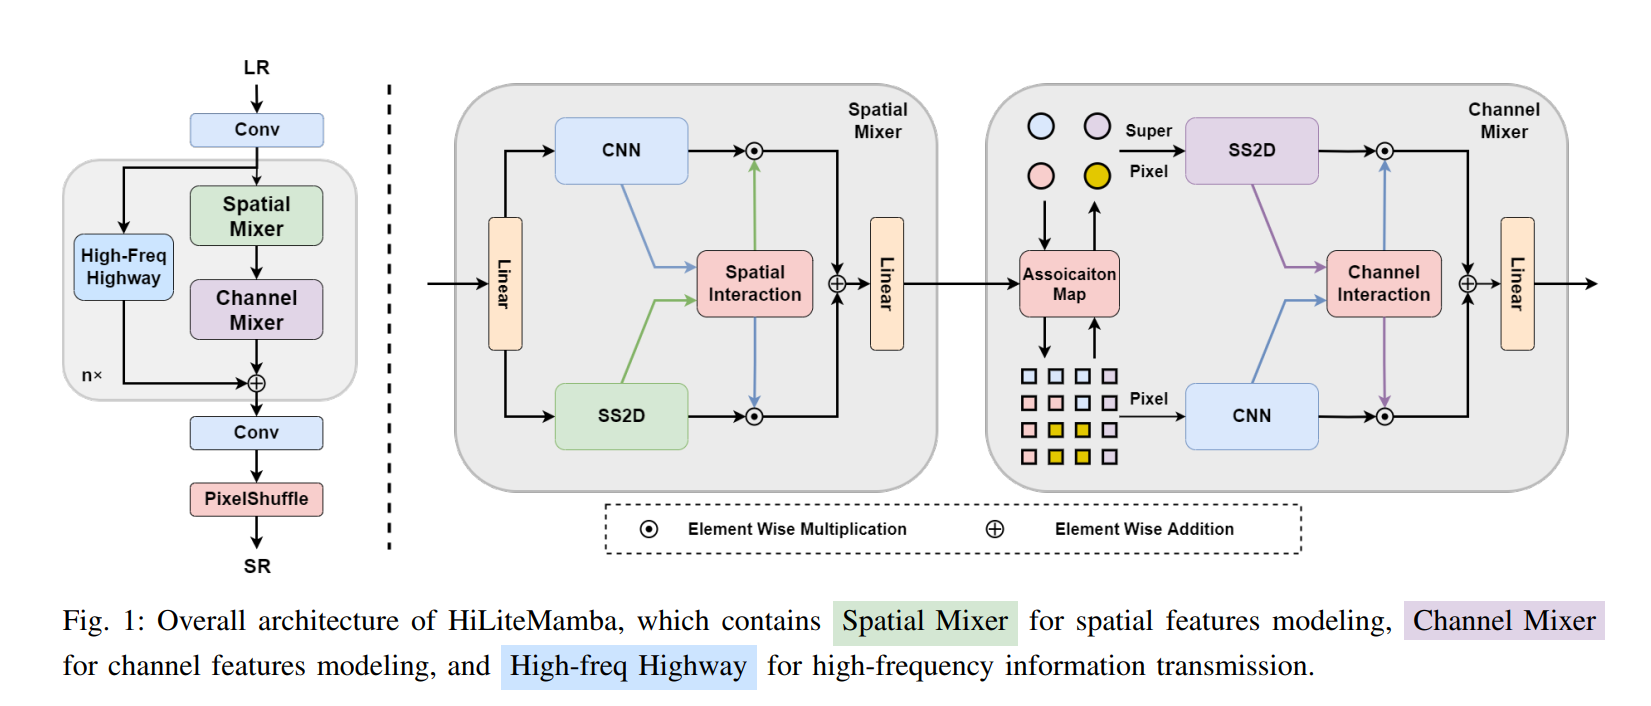 LR
Conv
Spatial
Mixer
High-Freq
Highway
Channel
Mixer
n×
Conv
PixelShuffle
SR
Spatial
Mixer
Linear
CNN
SS2D
Spatial
Interaction
Linear
Channel
Mixer
Super
Pixel
Assoicaiton
Map
Pixel
SS2D
CNN
Channel
Interaction
Linear
Element Wise Multiplication
Element Wise Addition
Fig. 1: Overall architecture of HiLiteMamba, which contains Spatial Mixer for spatial features modeling, Channel Mixer
for channel features modeling, and High-freq Highway for high-frequency information transmission.